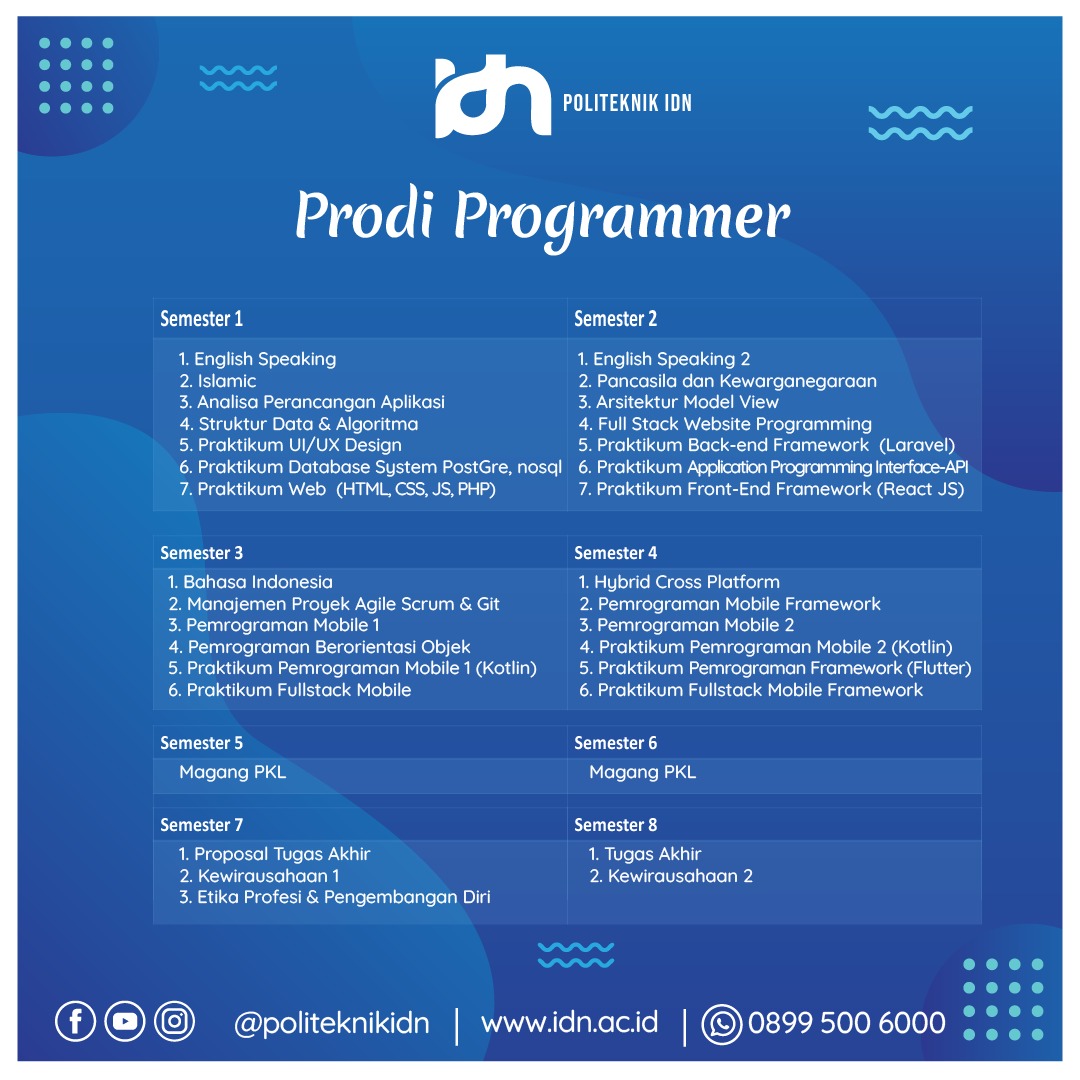 idn POLITEKNIK IDN
Prodi Programmer
Semester 1
1. English Speaking
2. Islamic
3. Analisa Perancangan Aplikasi
4. Struktur Data & Algoritma
5. Praktikum UI/UX Design
6. Praktikum Database System PostGre, nosql
7. Praktikum Web (HTML, CSS, JS, PHP)
Semester 2
1. English Speaking 2
2. Pancasila dan Kewarganegaraan
3. Arsitektur Model View
4. Full Stack Website Programming
5. Praktikum Back-end Framework (Laravel)
6. Praktikum Application Programming Interface-API
7. Praktikum Front-End Framework (React JS)
Semester 3
1. Bahasa Indonesia
2. Manajemen Proyek Agile Scrum & Git
3. Pemrograman Mobile 1
4. Pemrograman Berorientasi Objek
5. Praktikum Pemrograman Mobile 1 (Kotlin)
6. Praktikum Fullstack Mobile
Semester 4
1. Hybrid Cross Platform
2. Pemrograman Mobile Framework
3. Pemrograman Mobile 2
4. Praktikum Pemrograman Mobile 2 (Kotlin)
5. Praktikum Pemrograman Framework (Flutter)
6. Praktikum Fullstack Mobile Framework
Semester 5
Magang PKL
Semester 6
Magang PKL
Semester 7
1. Proposal Tugas Akhir
2. Kewirausahaan 1
3. Etika Profesi & Pengembangan Diri
Semester 8
1. Tugas Akhir
2. Kewirausahaan 2
@politeknikidn | www.idn.ac.id | 0899 500 6000